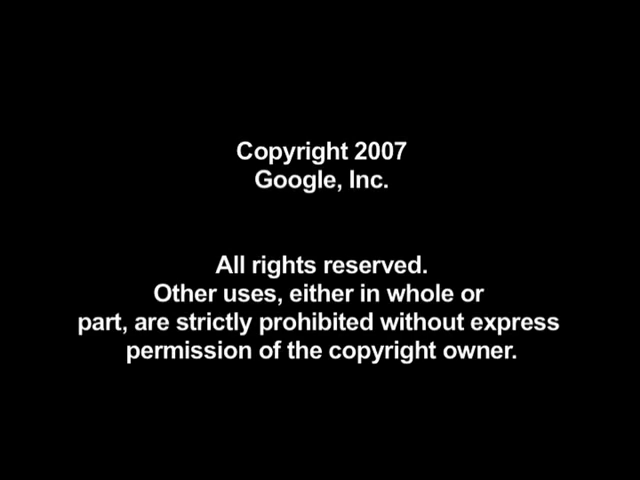 Copyright 2007
Google, Inc.
All rights reserved.
Other uses, either in whole or
part, are strictly prohibited without express
permission of the copyright owner.